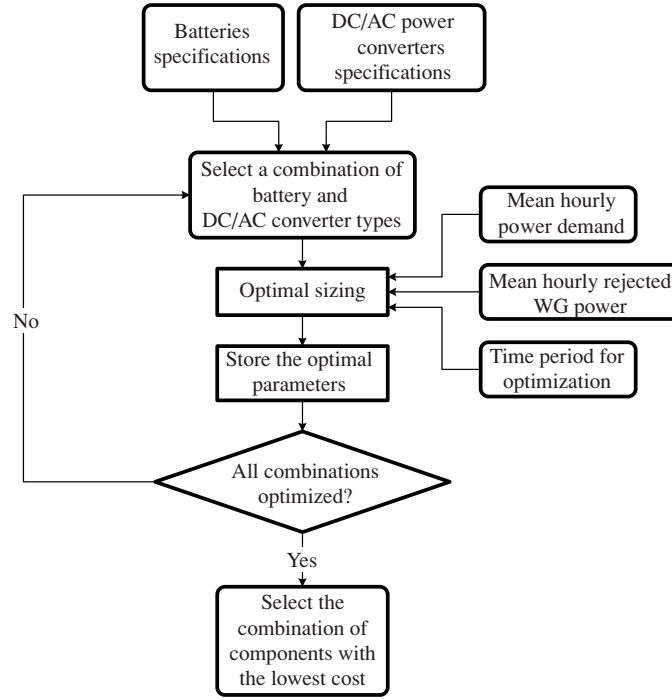 Batteries
specifications
DC/AC power
converters
specifications
Select a combination of
battery and
DC/AC converter types
Mean hourly
power demand
Optimal sizing
Mean hourly rejected
WG power
No
Store the optimal
parameters
Time period for
optimization
All combinations
optimized?
Yes
Select the
combination of
components with
the lowest cost